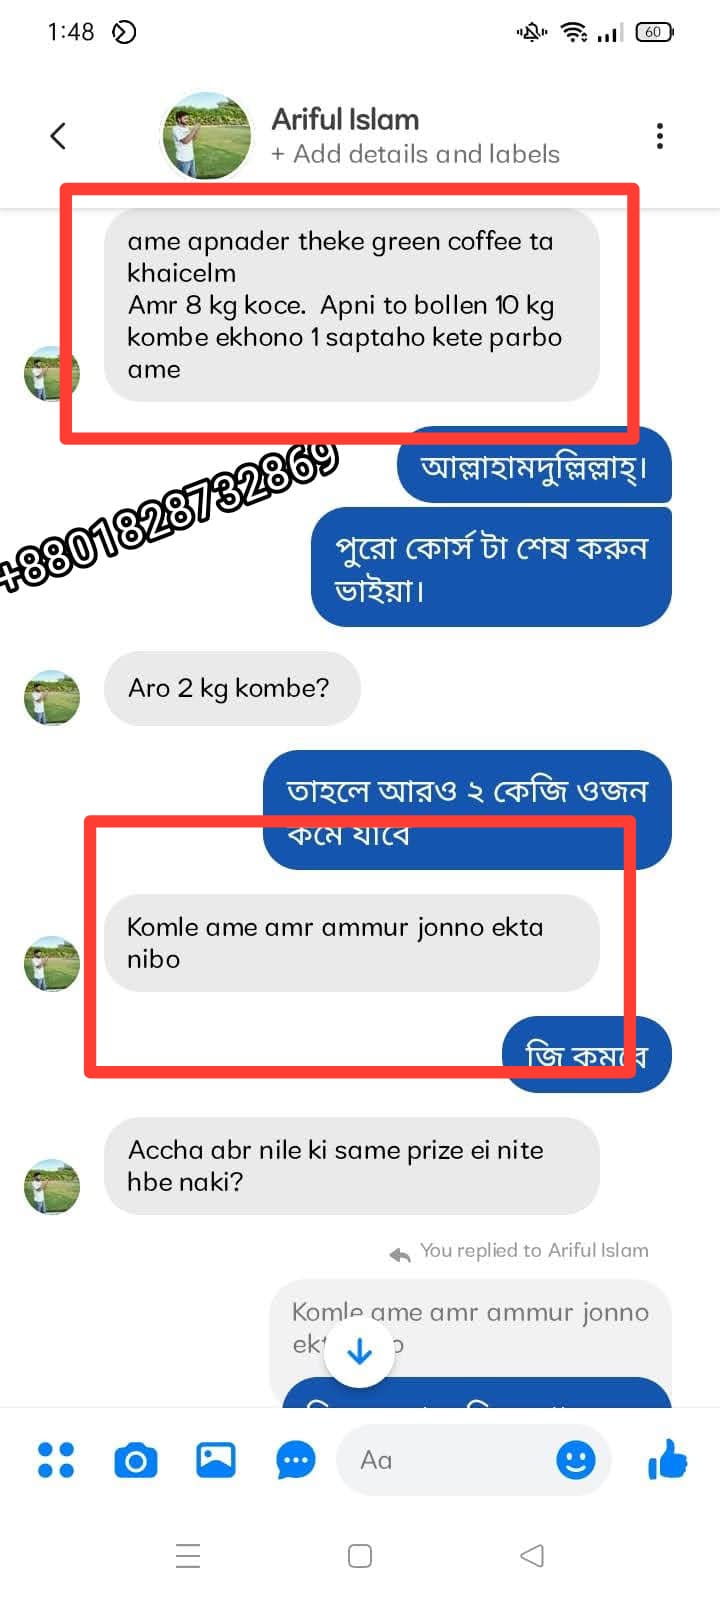 1:48
60
Ariful Islam
+ Add details and labels
ame apnader theke green coffee ta
khaicelm
Amr 8 kg koce. Apni to bollen 10 kg
kombe ekhono 1 saptaho kete parbo
ame
আল্লাহামদুল্লিল্লাহ্।
+8801828732869
পুরো কোর্স টা শেষ করুন
ভাইয়া।
Aro 2 kg kombe?
তাহলে আরও ২ কেজি ওজন
কমে যাবে
Komle ame amr ammur jonno ekta
nibo
জি কমবে
Accha abr nile ki same prize ei nite
hbe naki?
You replied to Ariful Islam
Komle ame amr ammur jonno
Aa